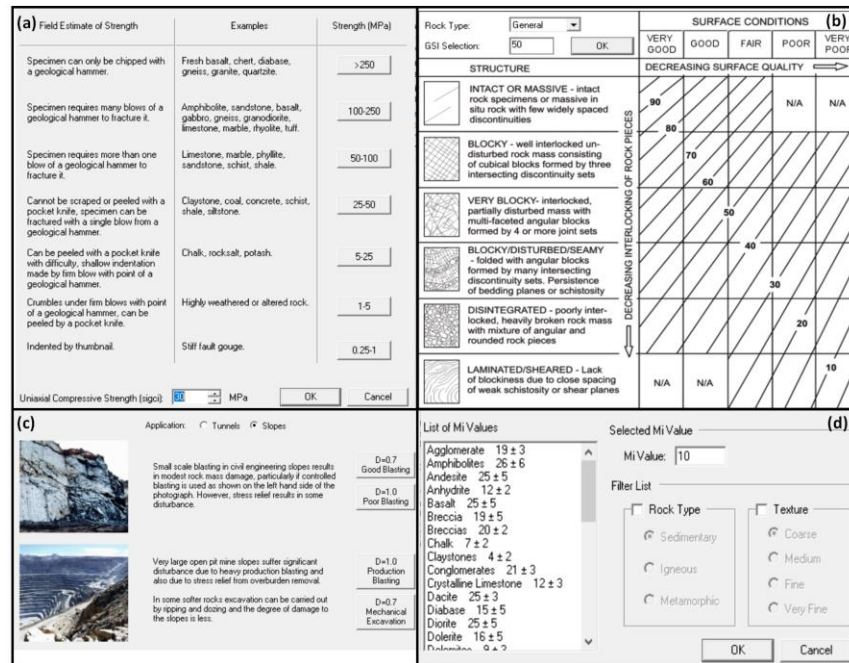 (a)
Field Estimate of Strength Examples Strength (MPa)
Specimen can only be chipped with Fresh basalt, chert, diabase, >250
a geological hammer. gneiss, granite, quartzite.
Specimen requires many blows of a Amphibolite, sandstone, basalt, 100-250
geological hammer to fracture it. gabbro, gneiss, granodiorite,
limestone, marble, rhyolite, tuff.
Specimen requires more than one Limestone, marble, phyllite, 50-100
blow of a geological hammer to sandstone, schist, shale.
fracture it.
Cannot be scraped or peeled with a Claystone, coal, concrete, schist, 25-50
pocket knife, specimen can be shale, siltstone.
fractured with a single blow from a
geological hammer.
Can be peeled with a pocket knife Chalk, rocksalt, potash. 5-25
with difficulty, shallow indentation
made by firm blow with point of a
geological hammer.
Crumbles under firm blows with point Highly weathered or altered rock. 1-5
of a geological hammer, can be
peeled by a pocket knife.
Indented by thumbnail. Stiff fault gouge. 0.25-1
Uniaxial Compressive Strength (sigci): 30 MPa OK Cancel
(b)
Rock Type: General
GSI Selection: 50 OK
SURFACE CONDITIONS
VERY GOOD GOOD FAIR POOR VERY POOR
STRUCTURE DECREASING SURFACE QUALITY
DECREASING INTERLOCKING OF ROCK PIECES
INTACT OR MASSIVE - intact
rock specimens or massive in
situ rock with few widely spaced
discontinuities
90
80
N/A N/A
BLOCKY - well interlocked un-
disturbed rock mass consisting
of cubical blocks formed by three
intersecting discontinuity sets
70
60
VERY BLOCKY- interlocked,
partially disturbed mass with
multi-faceted angular blocks
formed by 4 or more joint sets
50
BLOCKY/DISTURBED/SEAMY
- folded with angular blocks
formed by many intersecting
discontinuity sets. Persistence
of bedding planes or schistosity
40
30
DISINTEGRATED - poorly inter-
locked, heavily broken rock mass
with mixture of angular and
rounded rock pieces
20
LAMINATED/SHEARED - Lack
of blockiness due to close spacing
of weak schistosity or shear planes
N/A N/A
10
(c)
Application: Tunnels Slopes
Small scale blasting in civil engineering slopes results
in modest rock mass damage, particularly if controlled
blasting is used as shown on the left hand side of the
photograph. However, stress relief results in some
disturbance.
D=0.7
Good Blasting
D=1.0
Poor Blasting
Very large open pit mine slopes suffer significant
disturbance due to heavy production blasting and
also due to stress relief from overburden removal.
In some softer rocks excavation can be carried out
by ripping and dozing and the degree of damage to
the slopes is less.
D=1.0
Production
Blasting
D=0.7
Mechanical
Excavation
(d)
List of Mi Values
Agglomerate 19 ± 3
Amphibolites 26 ± 6
Andesite 25 ± 5
Anhydrite 12 ± 2
Basalt 25 ± 5
Breccia 19 ± 5
Breccias 20 ± 2
Chalk 7 ± 2
Claystones 4 ± 2
Conglomerates 21 ± 3
Crystalline Limestone 12 ± 3
Dacite 25 ± 3
Diabase 15 ± 5
Diorite 25 ± 5
Dolerite 16 ± 5
Dolomites 9 ± 3
Selected Mi Value
Mi Value: 10
Filter List
Rock Type
Sedimentary
Igneous
Metamorphic
Texture
Coarse
Medium
Fine
Very Fine
OK Cancel